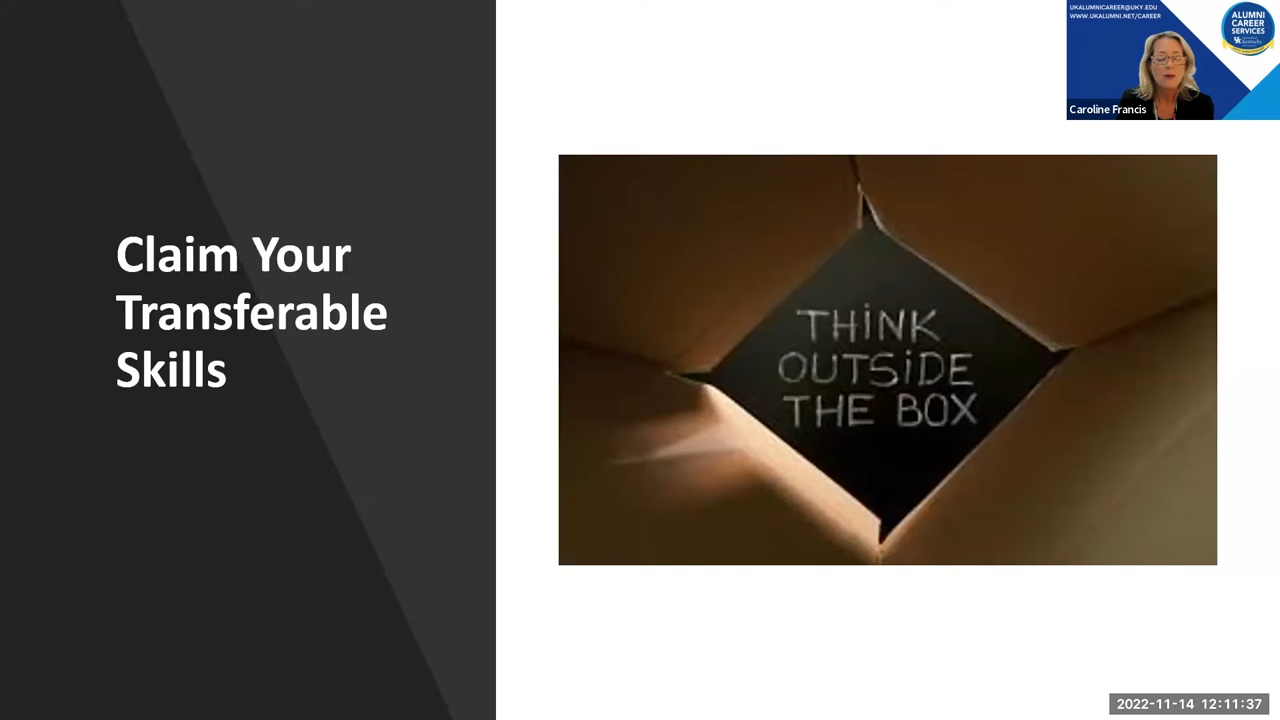 Claim Your
Transferable
Skills
UKALUMNICAREER@UKY.EDU
WWW.UKALUMNI.NET/CAREER
ALUMNI
CAREER
SERVICES
Caroline Francis
THiNK
OUTSiDE
THE BOX
2022-11-14 12:11:37